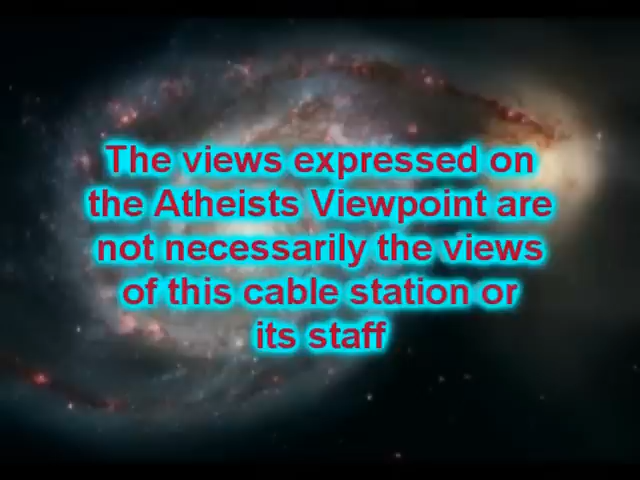 The views expressed on
the Atheists Viewpoint are
not necessarily the views
of this cable station or
its staff